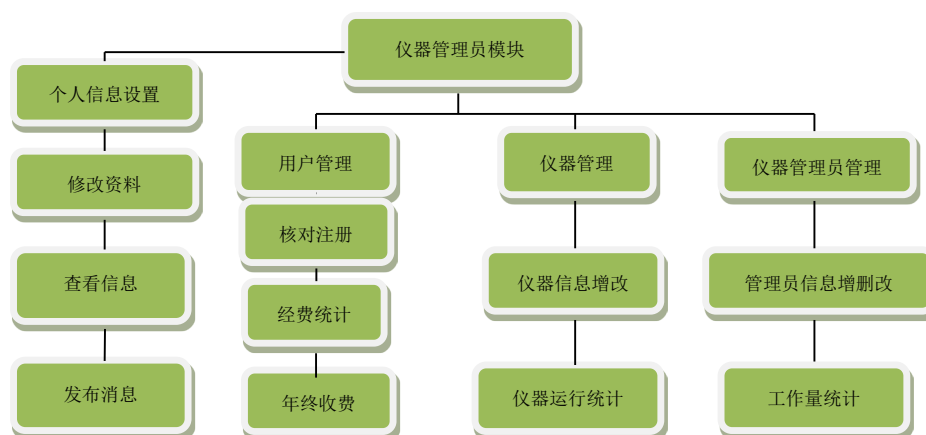 仪器管理员模块
个人信息设置
修改资料
查看信息
发布消息
用户管理
核对注册
经费统计
年终收费
仪器管理
仪器信息增改
仪器运行统计
仪器管理员管理
管理员信息增删改
工作量统计